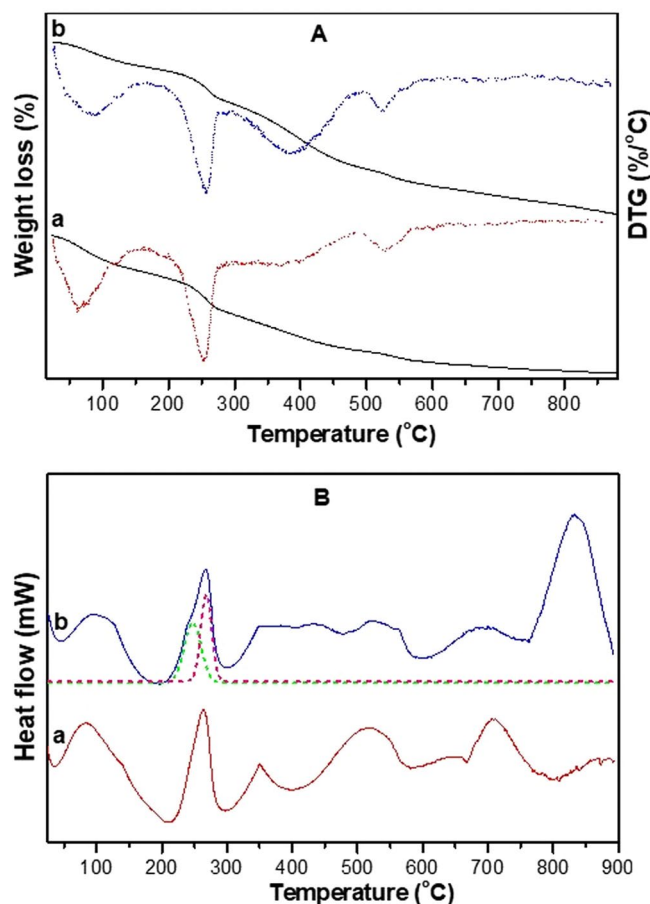 A
b
a
Weight loss (%)
DTG (%/°C)
100 200 300 400 500 600 700 800
Temperature (°C)
B
b
a
Heat flow (mW)
100 200 300 400 500 600 700 800 900
Temperature (°C)